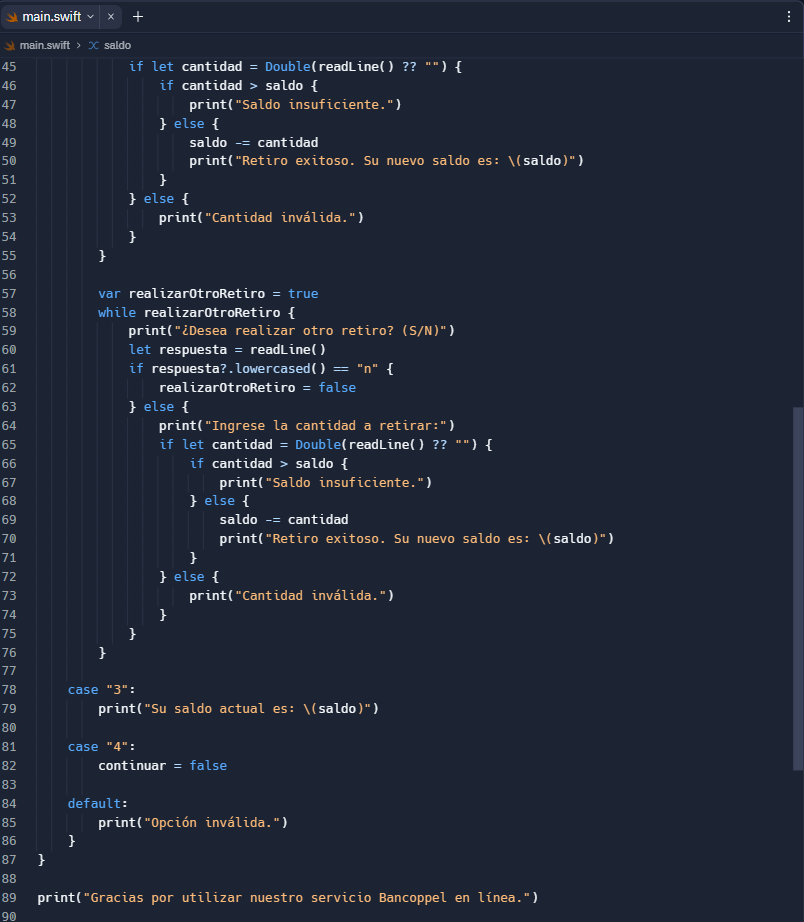 main.swift
main.swift > saldo
45 if let cantidad = Double(readLine() ?? "") {
46 if cantidad > saldo {
47 print("Saldo insuficiente.")
48 } else {
49 saldo -= cantidad
50 print("Retiro exitoso. Su nuevo saldo es: \(saldo)")
51 }
52 } else {
53 print("Cantidad inválida.")
54 }
55 }
56
57 var realizarOtroRetiro = true
58 while realizarOtroRetiro {
59 print("¿Desea realizar otro retiro? (S/N)")
60 let respuesta = readLine()
61 if respuesta?.lowercased() == "n" {
62 realizarOtroRetiro = false
63 } else {
64 print("Ingrese la cantidad a retirar:")
65 if let cantidad = Double(readLine() ?? "") {
66 if cantidad > saldo {
67 print("Saldo insuficiente.")
68 } else {
69 saldo -= cantidad
70 print("Retiro exitoso. Su nuevo saldo es: \(saldo)")
71 }
72 } else {
73 print("Cantidad inválida.")
74 }
75 }
76 }
77
78 case "3":
79 print("Su saldo actual es: \(saldo)")
80
81 case "4":
82 continuar = false
83
84 default:
85 print("Opción inválida.")
86 }
87 }
88
89 print("Gracias por utilizar nuestro servicio Bancoppel en línea.")
90